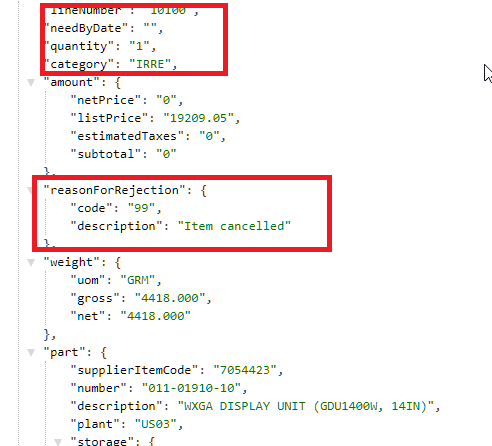 "lineNumber": "10100",
"needByDate": "",
"quantity": "1",
"category": "IRRE",
"amount": {
"netPrice": "0",
"listPrice": "19209.05",
"estimatedTaxes": "0",
"subtotal": "0"
},
"reasonForRejection": {
"code": "99",
"description": "Item cancelled"
},
"weight": {
"uom": "GRM",
"gross": "4418.000",
"net": "4418.000"
},
"part": {
"supplierItemCode": "7054423",
"number": "011-01910-10",
"description": "WXGA DISPLAY UNIT (GDU1400W, 14IN)",
"plant": "US03",
"storage": {